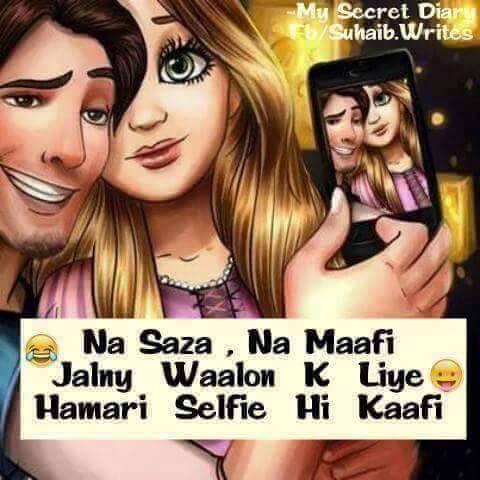 -My Secret Diary
Fb/Suhaib.Writes
Na Saza , Na Maafi
Jalny Waalon K Liye
Hamari Selfie Hi Kaafi